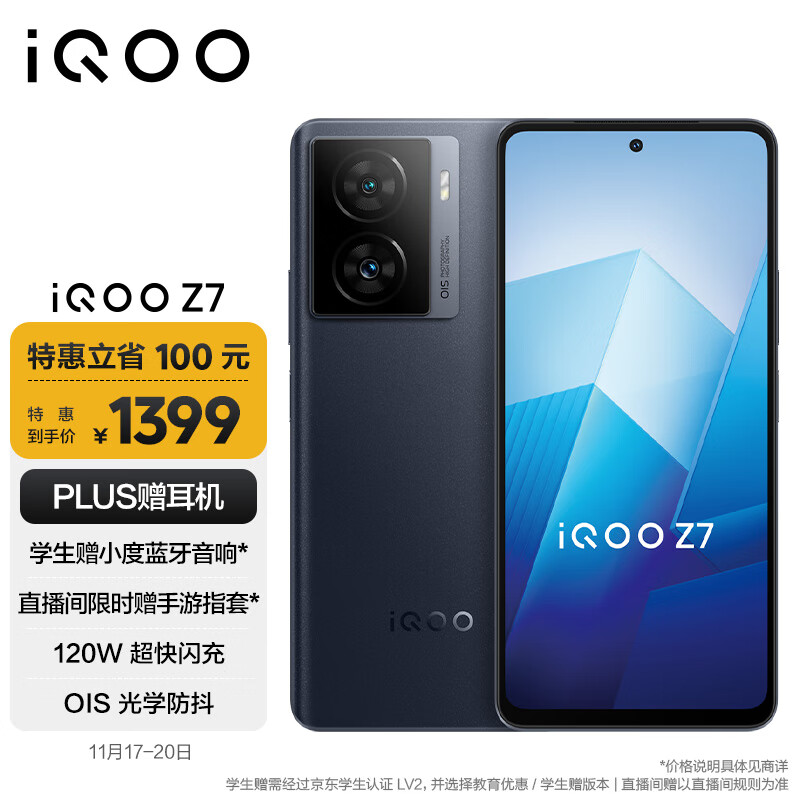 iQOO
iQOO Z7
特惠立省 100 元
特惠
到手价 ¥1399
PLUS赠耳机
学生赠小度蓝牙音响*
直播间限时赠手游指套*
120W 超快闪充
OIS 光学防抖
11月17-20日
OIS PHOTOGRAPHY
HIGH DEFINITION
iQOO
iQOO Z7
*价格说明具体见商详
学生赠需经过京东学生认证 LV2, 并选择教育优惠 / 学生赠版本 | 直播间赠以直播间规则为准